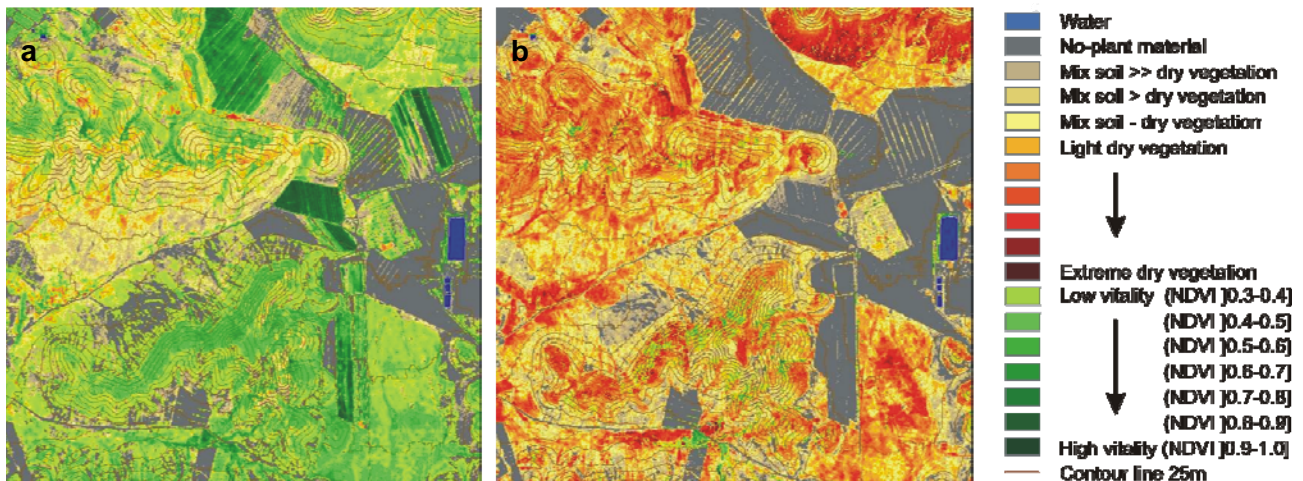 a
b
Water
No-plant material
Mix soil >> dry vegetation
Mix soil > dry vegetation
Mix soil - dry vegetation
Light dry vegetation
Extreme dry vegetation
Low vitality (NDVI ]0.3-0.4]
(NDVI ]0.4-0.5]
(NDVI ]0.5-0.6]
(NDVI ]0.6-0.7]
(NDVI ]0.7-0.8]
(NDVI ]0.8-0.9]
High vitality (NDVI ]0.9-1.0]
Contour line 25m